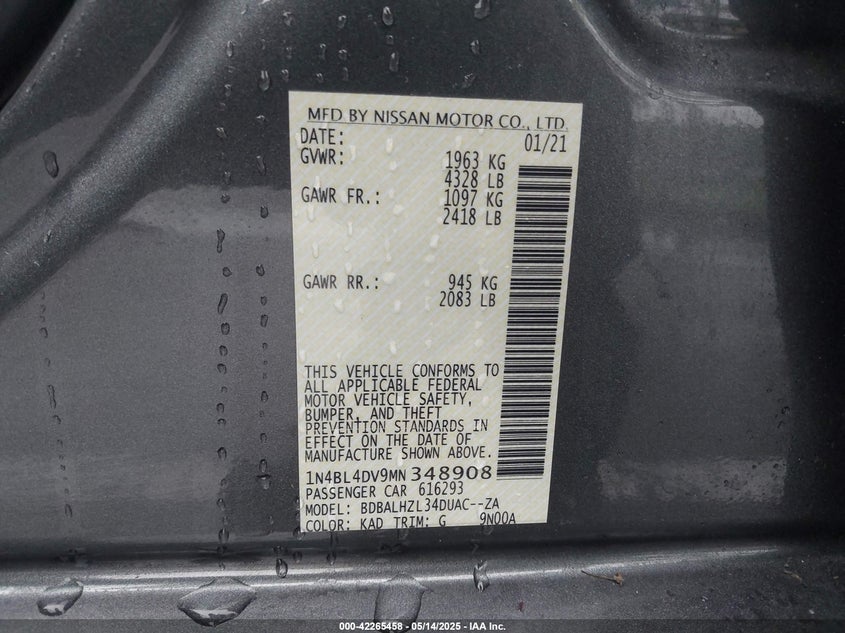 MFD BY NISSAN MOTOR CO., LTD.
DATE: 01/21
GVWR: 1963 KG
4328 LB
GAWR FR.: 1097 KG
2418 LB
GAWR RR.: 945 KG
2083 LB
THIS VEHICLE CONFORMS TO
ALL APPLICABLE FEDERAL
MOTOR VEHICLE SAFETY,
BUMPER, AND THEFT
PREVENTION STANDARDS IN
EFFECT ON THE DATE OF
MANUFACTURE SHOWN ABOVE.
1N4BL4DV9MN348908
PASSENGER CAR 616293
MODEL: BDBALHZL34DUAC--ZA
COLOR: KAD TRIM: G 9N00A
000-42265458 - 05/14/2025 - IAA Inc.